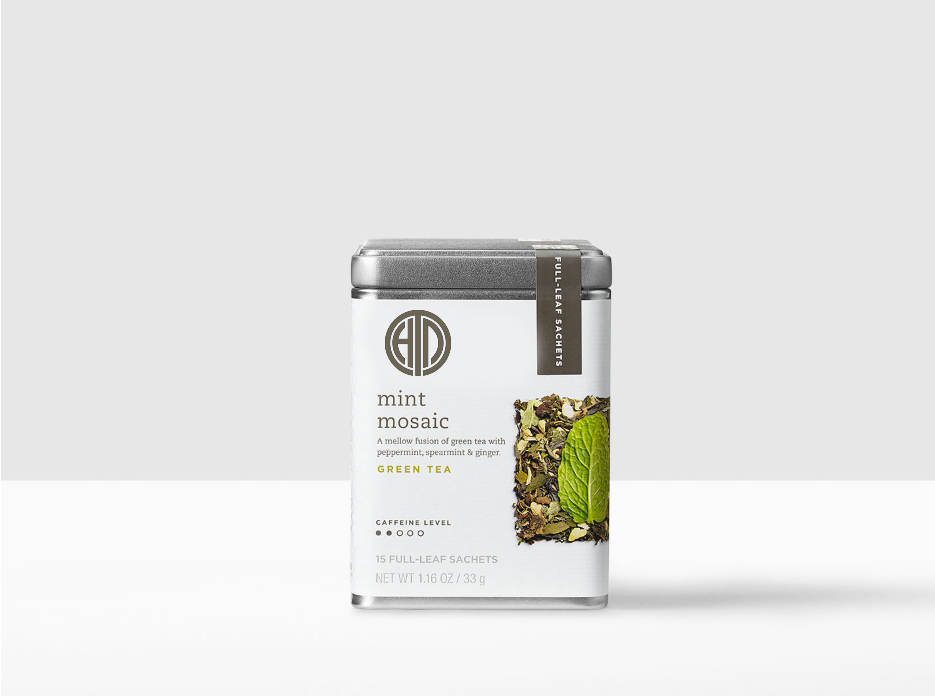 FULL-LEAF SACHETS
mint
mosaic
A mellow fusion of green tea with
peppermint, spearmint & ginger.
GREEN TEA
CAFFEINE LEVEL
15 FULL-LEAF SACHETS
NET WT 1.16 OZ / 33 g